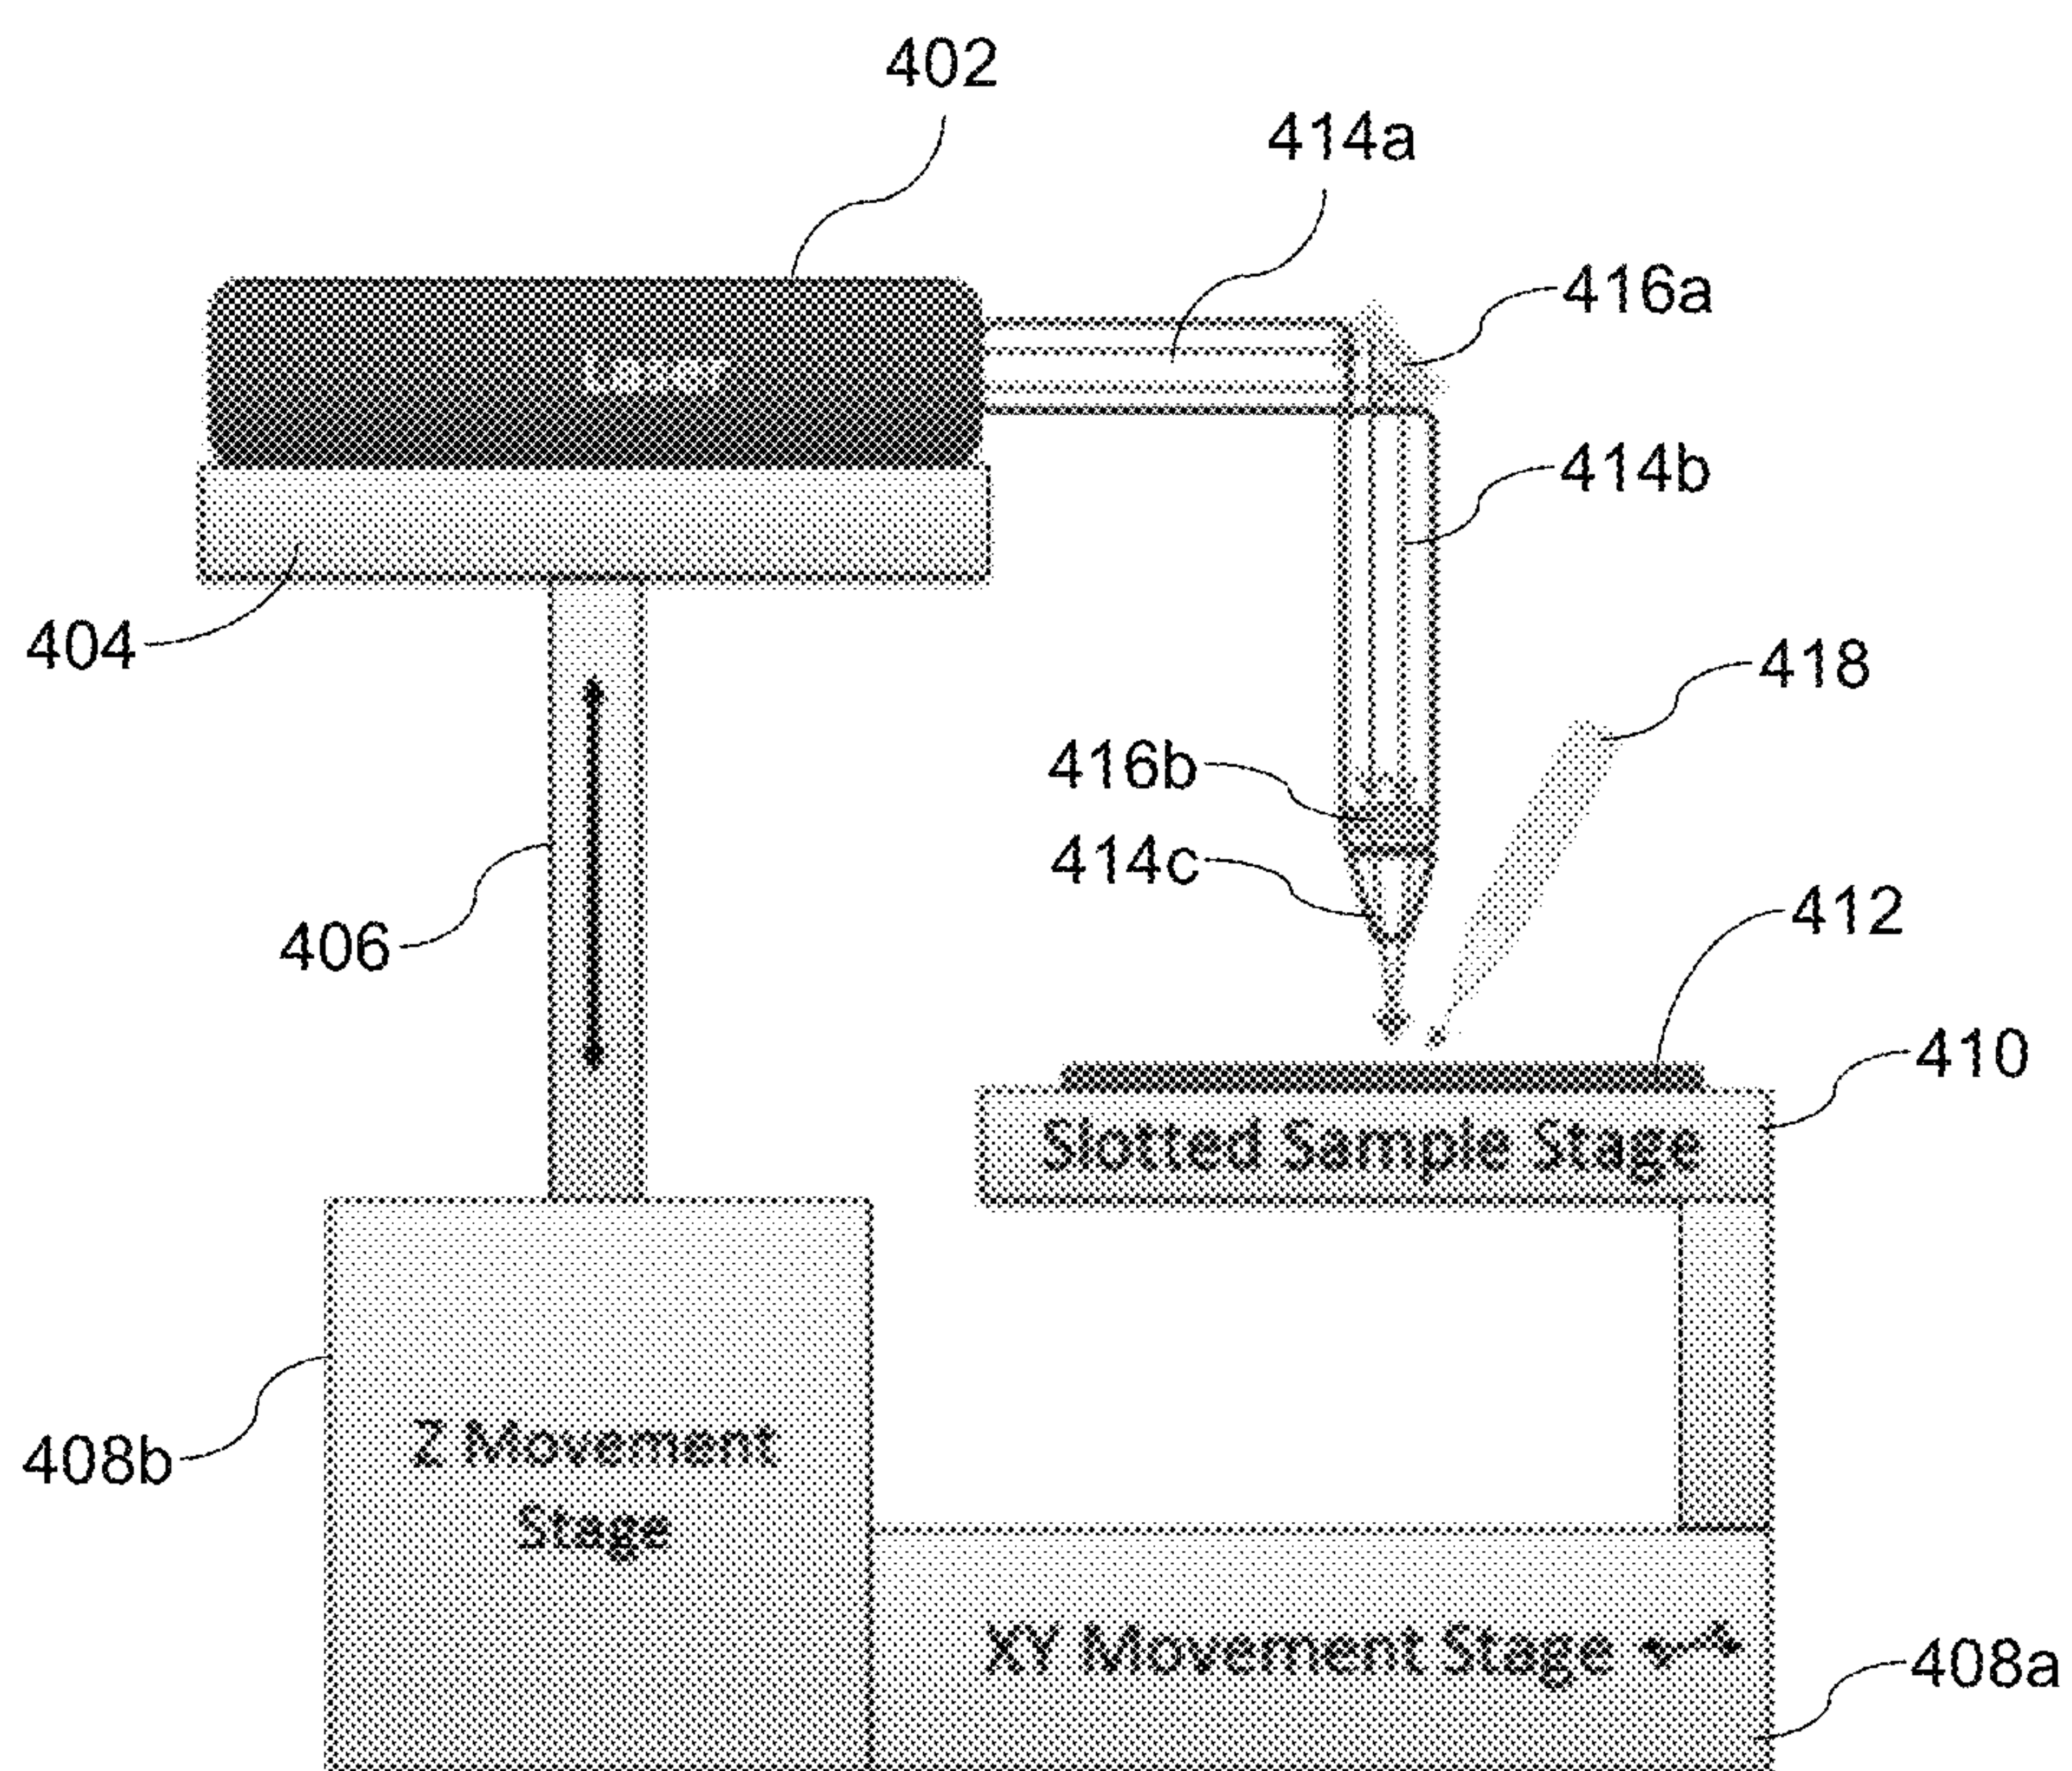 402
414a
416a
Laser
414b
404
418
416b
414c
412
406
410
Slotted Sample Stage
408b
Z Movement
Stage
XY Movement Stage
408a